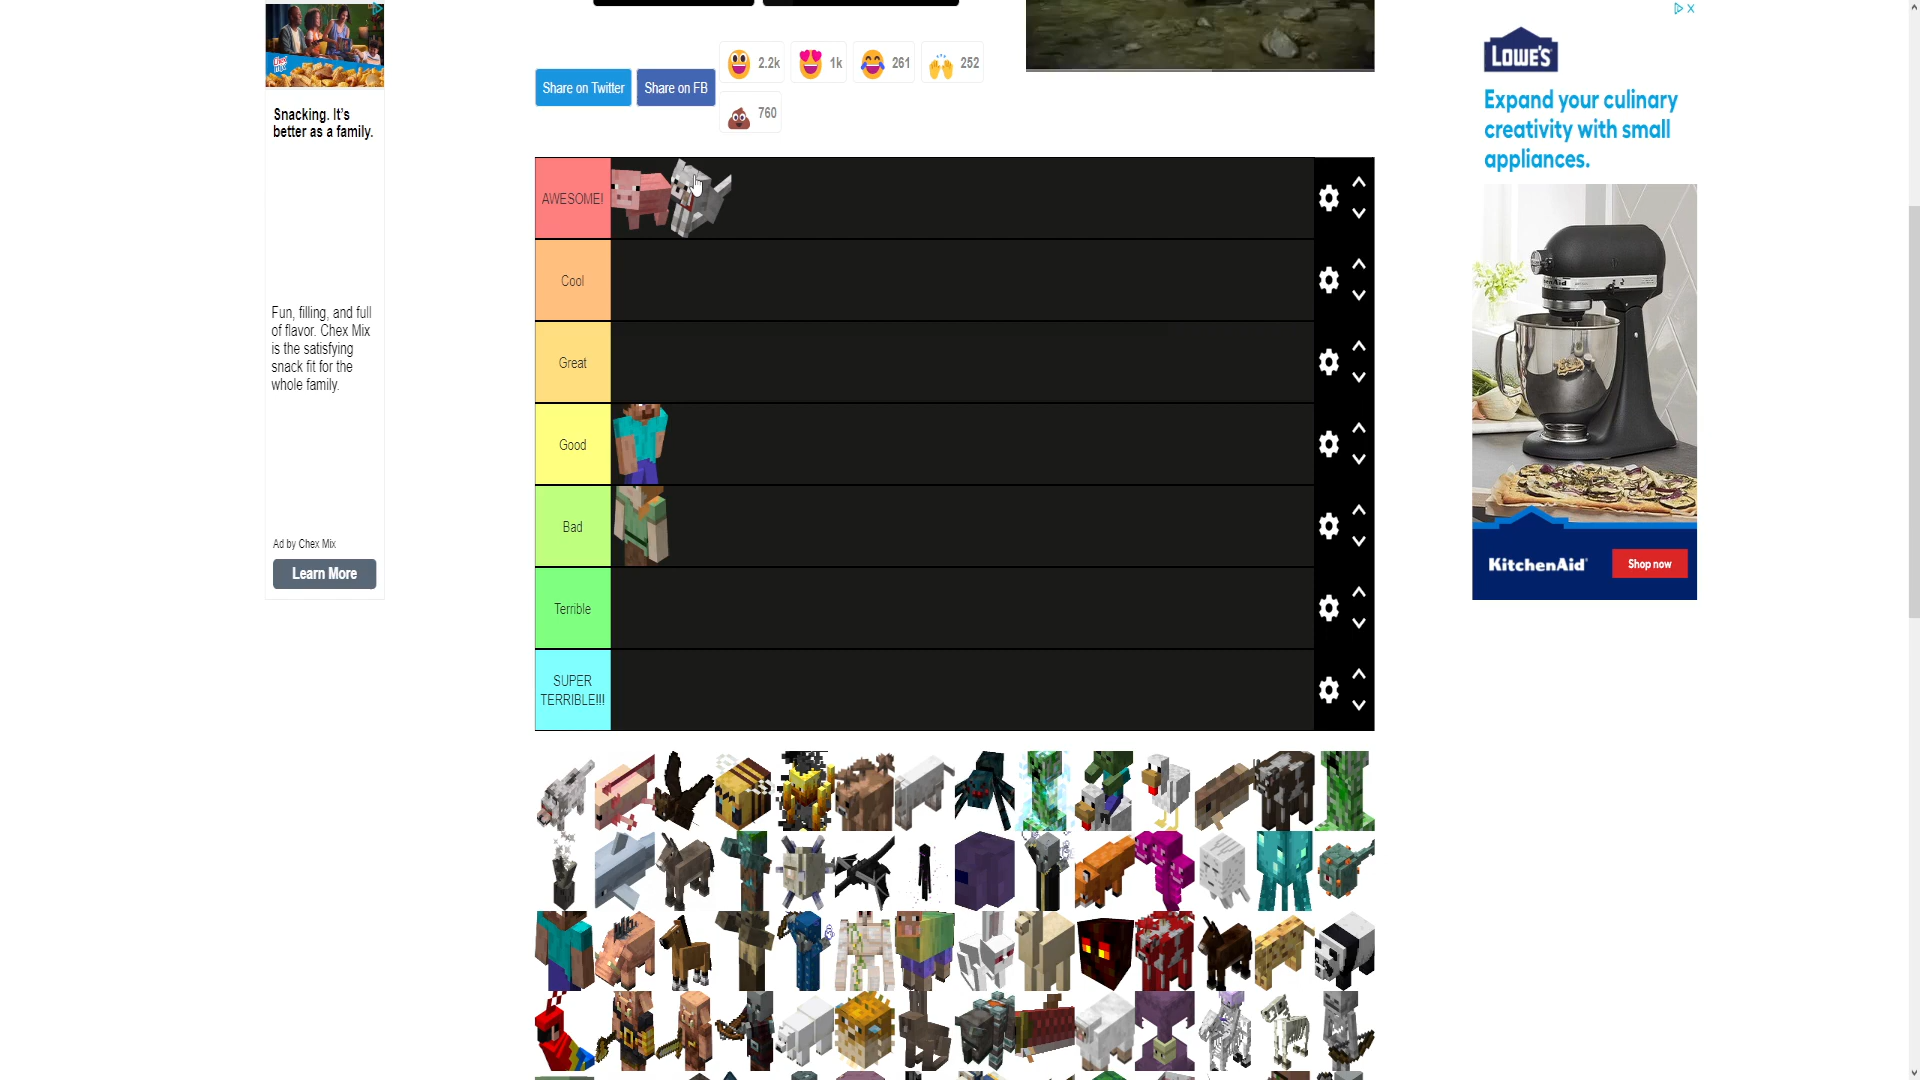 Snacking. It's
better as a family.
Fun, filling, and full
of flavor. Chex Mix
is the satisfying
snack fit for the
whole family.
Ad by Chex Mix
Learn More
Share on Twitter
Share on FB
2.2k
1k
261
252
760
AWESOME!
Cool
Great
Good
Bad
Terrible
SUPER
TERRIBLE!!!
X
LOWE'S
Expand your culinary
creativity with small
appliances.
KitchenAid
Shop now